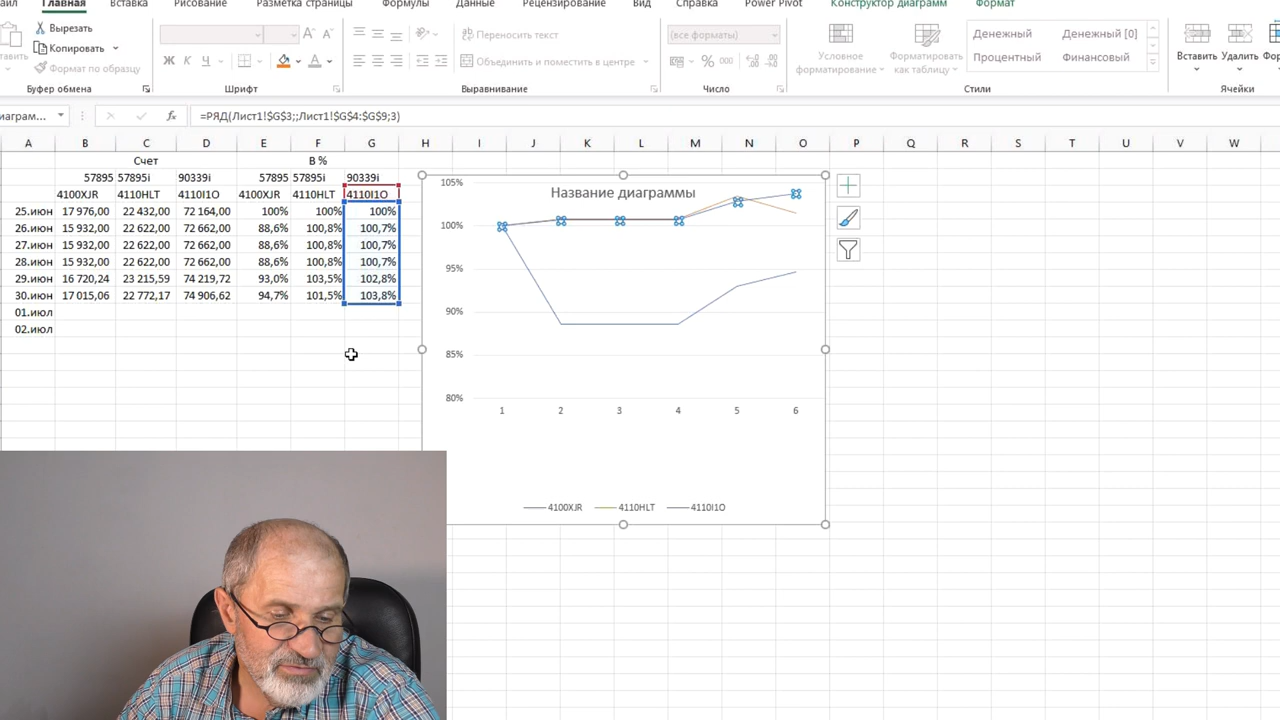 Главная Вставка Рисование Разметка страницы Формулы Данные Рецензирование Вид Справка Power Pivot Конструктор диаграмм Формат
Вырезать
Копировать
Формат по образцу
Буфер обмена
Ж К Ч
Шрифт
Переносить текст
Объединить и поместить в центре
Выравнивание
(все форматы)
% 000
Число
Условное форматирование
Форматировать как таблицу
Денежный Денежный [0]
Процентный Финансовый
Стили
Вставить Удалить
Ячейки
=РЯД(Лист1!$G$3;;Лист1!$G$4:$G$9;3)
A B C D E F G H I J K L M N O P Q R S T U V W
Счет В %
57895 57895i 90339i 57895 57895i 90339i
4100XJR 4110HLT 4110I1O 4100XJR 4110HLT 4110I1O
25.июн 17 976,00 22 432,00 72 164,00 100% 100% 100%
26.июн 15 932,00 22 622,00 72 662,00 88,6% 100,8% 100,7%
27.июн 15 932,00 22 622,00 72 662,00 88,6% 100,8% 100,7%
28.июн 15 932,00 22 622,00 72 662,00 88,6% 100,8% 100,7%
29.июн 16 720,24 23 215,59 74 219,72 93,0% 103,5% 102,8%
30.июн 17 015,06 22 772,17 74 906,62 94,7% 101,5% 103,8%
01.июл
02.июл
Название диаграммы
105%
100%
95%
90%
85%
80%
1 2 3 4 5 6
4100XJR 4110HLT 4110I1O